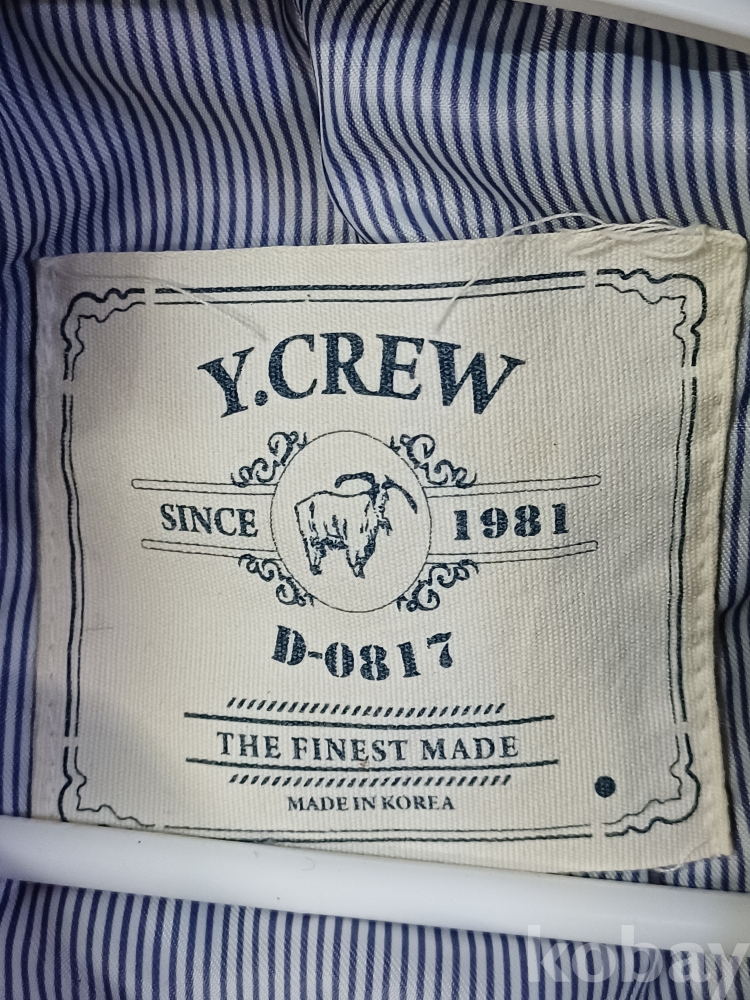 Y.CREW
SINCE 1981
D-0817
THE FINEST MADE
MADE IN KOREA
kobay